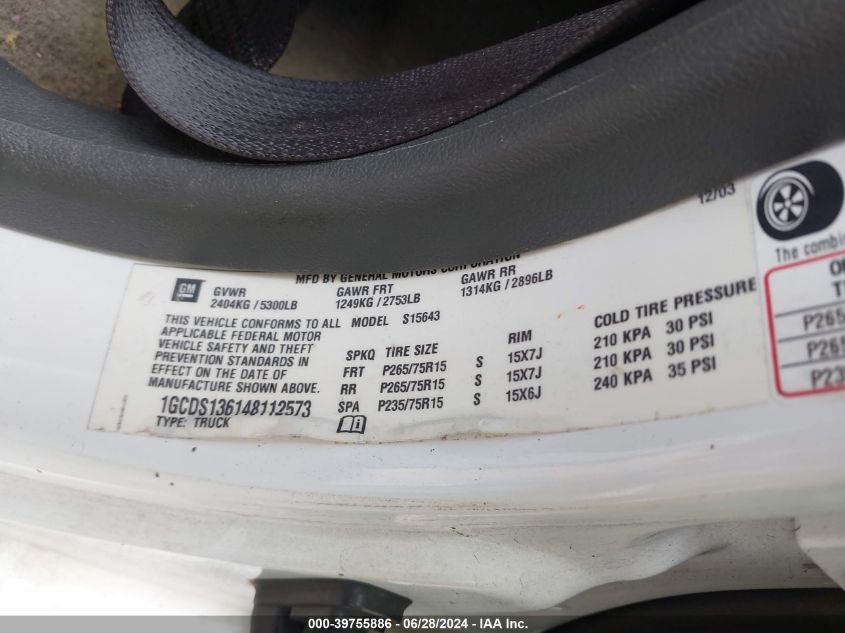 12/03
MFD BY GENERAL MOTORS CORPORATION
GM GVWR GAWR FRT GAWR RR
2404KG / 5300LB 1249KG / 2753LB 1314KG / 2896LB
THIS VEHICLE CONFORMS TO ALL MODEL S15643
APPLICABLE FEDERAL MOTOR
VEHICLE SAFETY AND THEFT
PREVENTION STANDARDS IN
EFFECT ON THE DATE OF
MANUFACTURE SHOWN ABOVE.
1GCDS136148112573
TYPE: TRUCK
SPKQ TIRE SIZE RIM COLD TIRE PRESSURE
FRT P265/75R15 S 15X7J 210 KPA 30 PSI
RR P265/75R15 S 15X7J 210 KPA 30 PSI
SPA P235/75R15 S 15X6J 240 KPA 35 PSI
The combin
P265
P265
P23
000-39755886 / 06/28/2024 / IAA Inc.